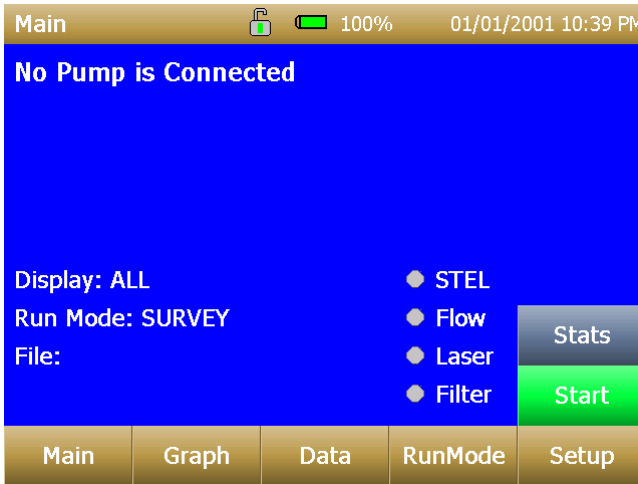 Main 100% 01/01/2001 10:39 PM
No Pump is Connected
Display: ALL
STEL
Run Mode: SURVEY
Flow
File:
Laser
Filter
Stats
Start
Main Graph Data RunMode Setup